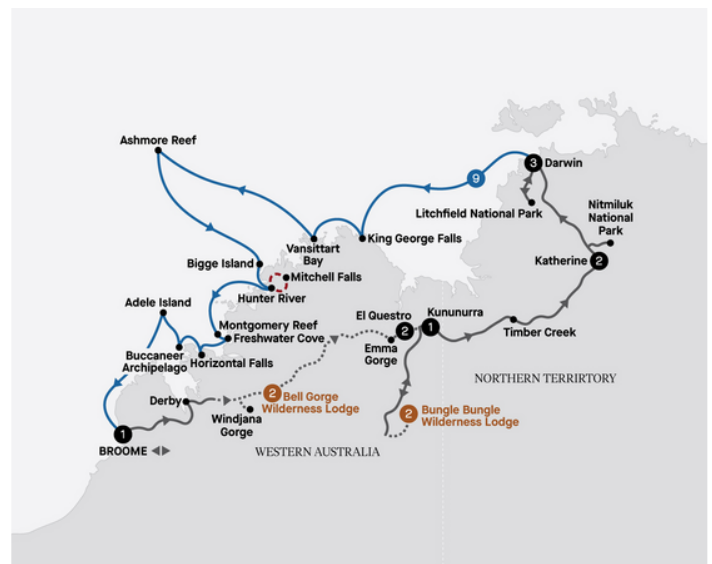 Ashmore Reef
3 Darwin
9
Litchfield National Park
Nitmiluk
National
Park
Vansittart
Bay
King George Falls
Katherine 2
Bigge Island
Mitchell Falls
Hunter River
Adele Island
El Questro
2
Kununurra
1
Montgomery Reef
Freshwater Cove
Timber Creek
Emma
Gorge
Buccaneer
Archipelago
Horizontal Falls
NORTHERN TERRIRTORY
Derby
2 Bell Gorge
Wilderness Lodge
2 Bungle Bungle
Wilderness Lodge
Windjana
Gorge
1
BROOME
WESTERN AUSTRALIA